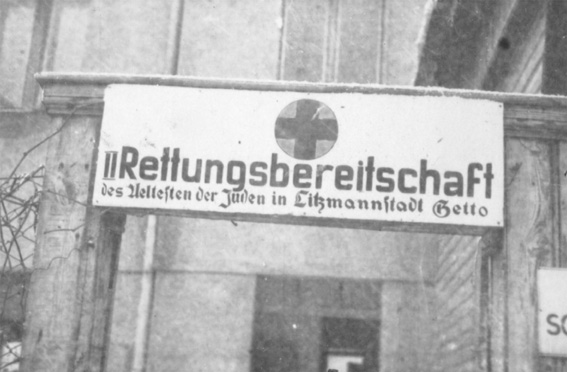 II Rettungsbereitschaft
des Aeltesten der Juden in Litzmannstadt Getto